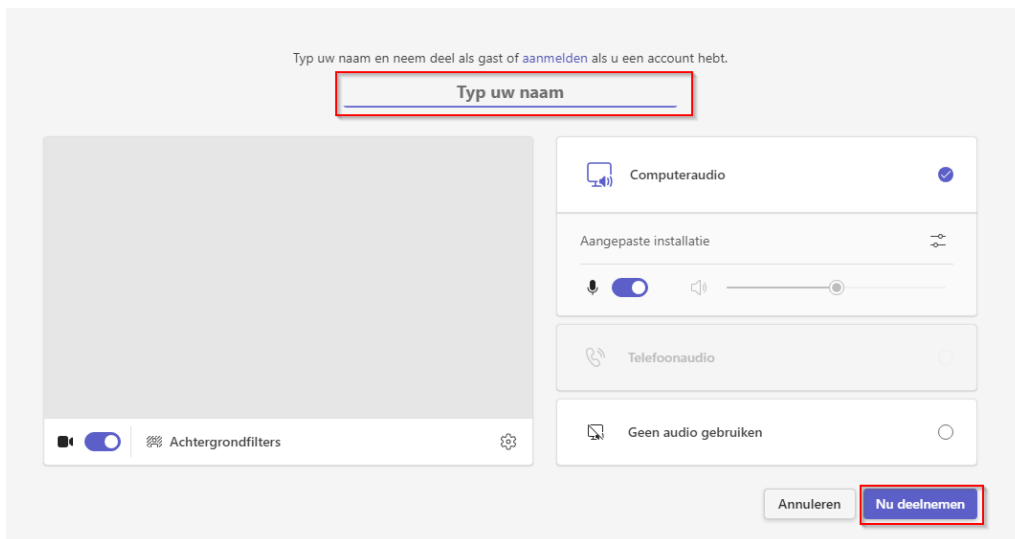 Typ uw naam en neem deel als gast of aanmelden als u een account hebt.
Typ uw naam
Computeraudio
Aangepaste installatie
Telefoonaudio
Achtergrondfilters
Geen audio gebruiken
Annuleren
Nu deelnemen